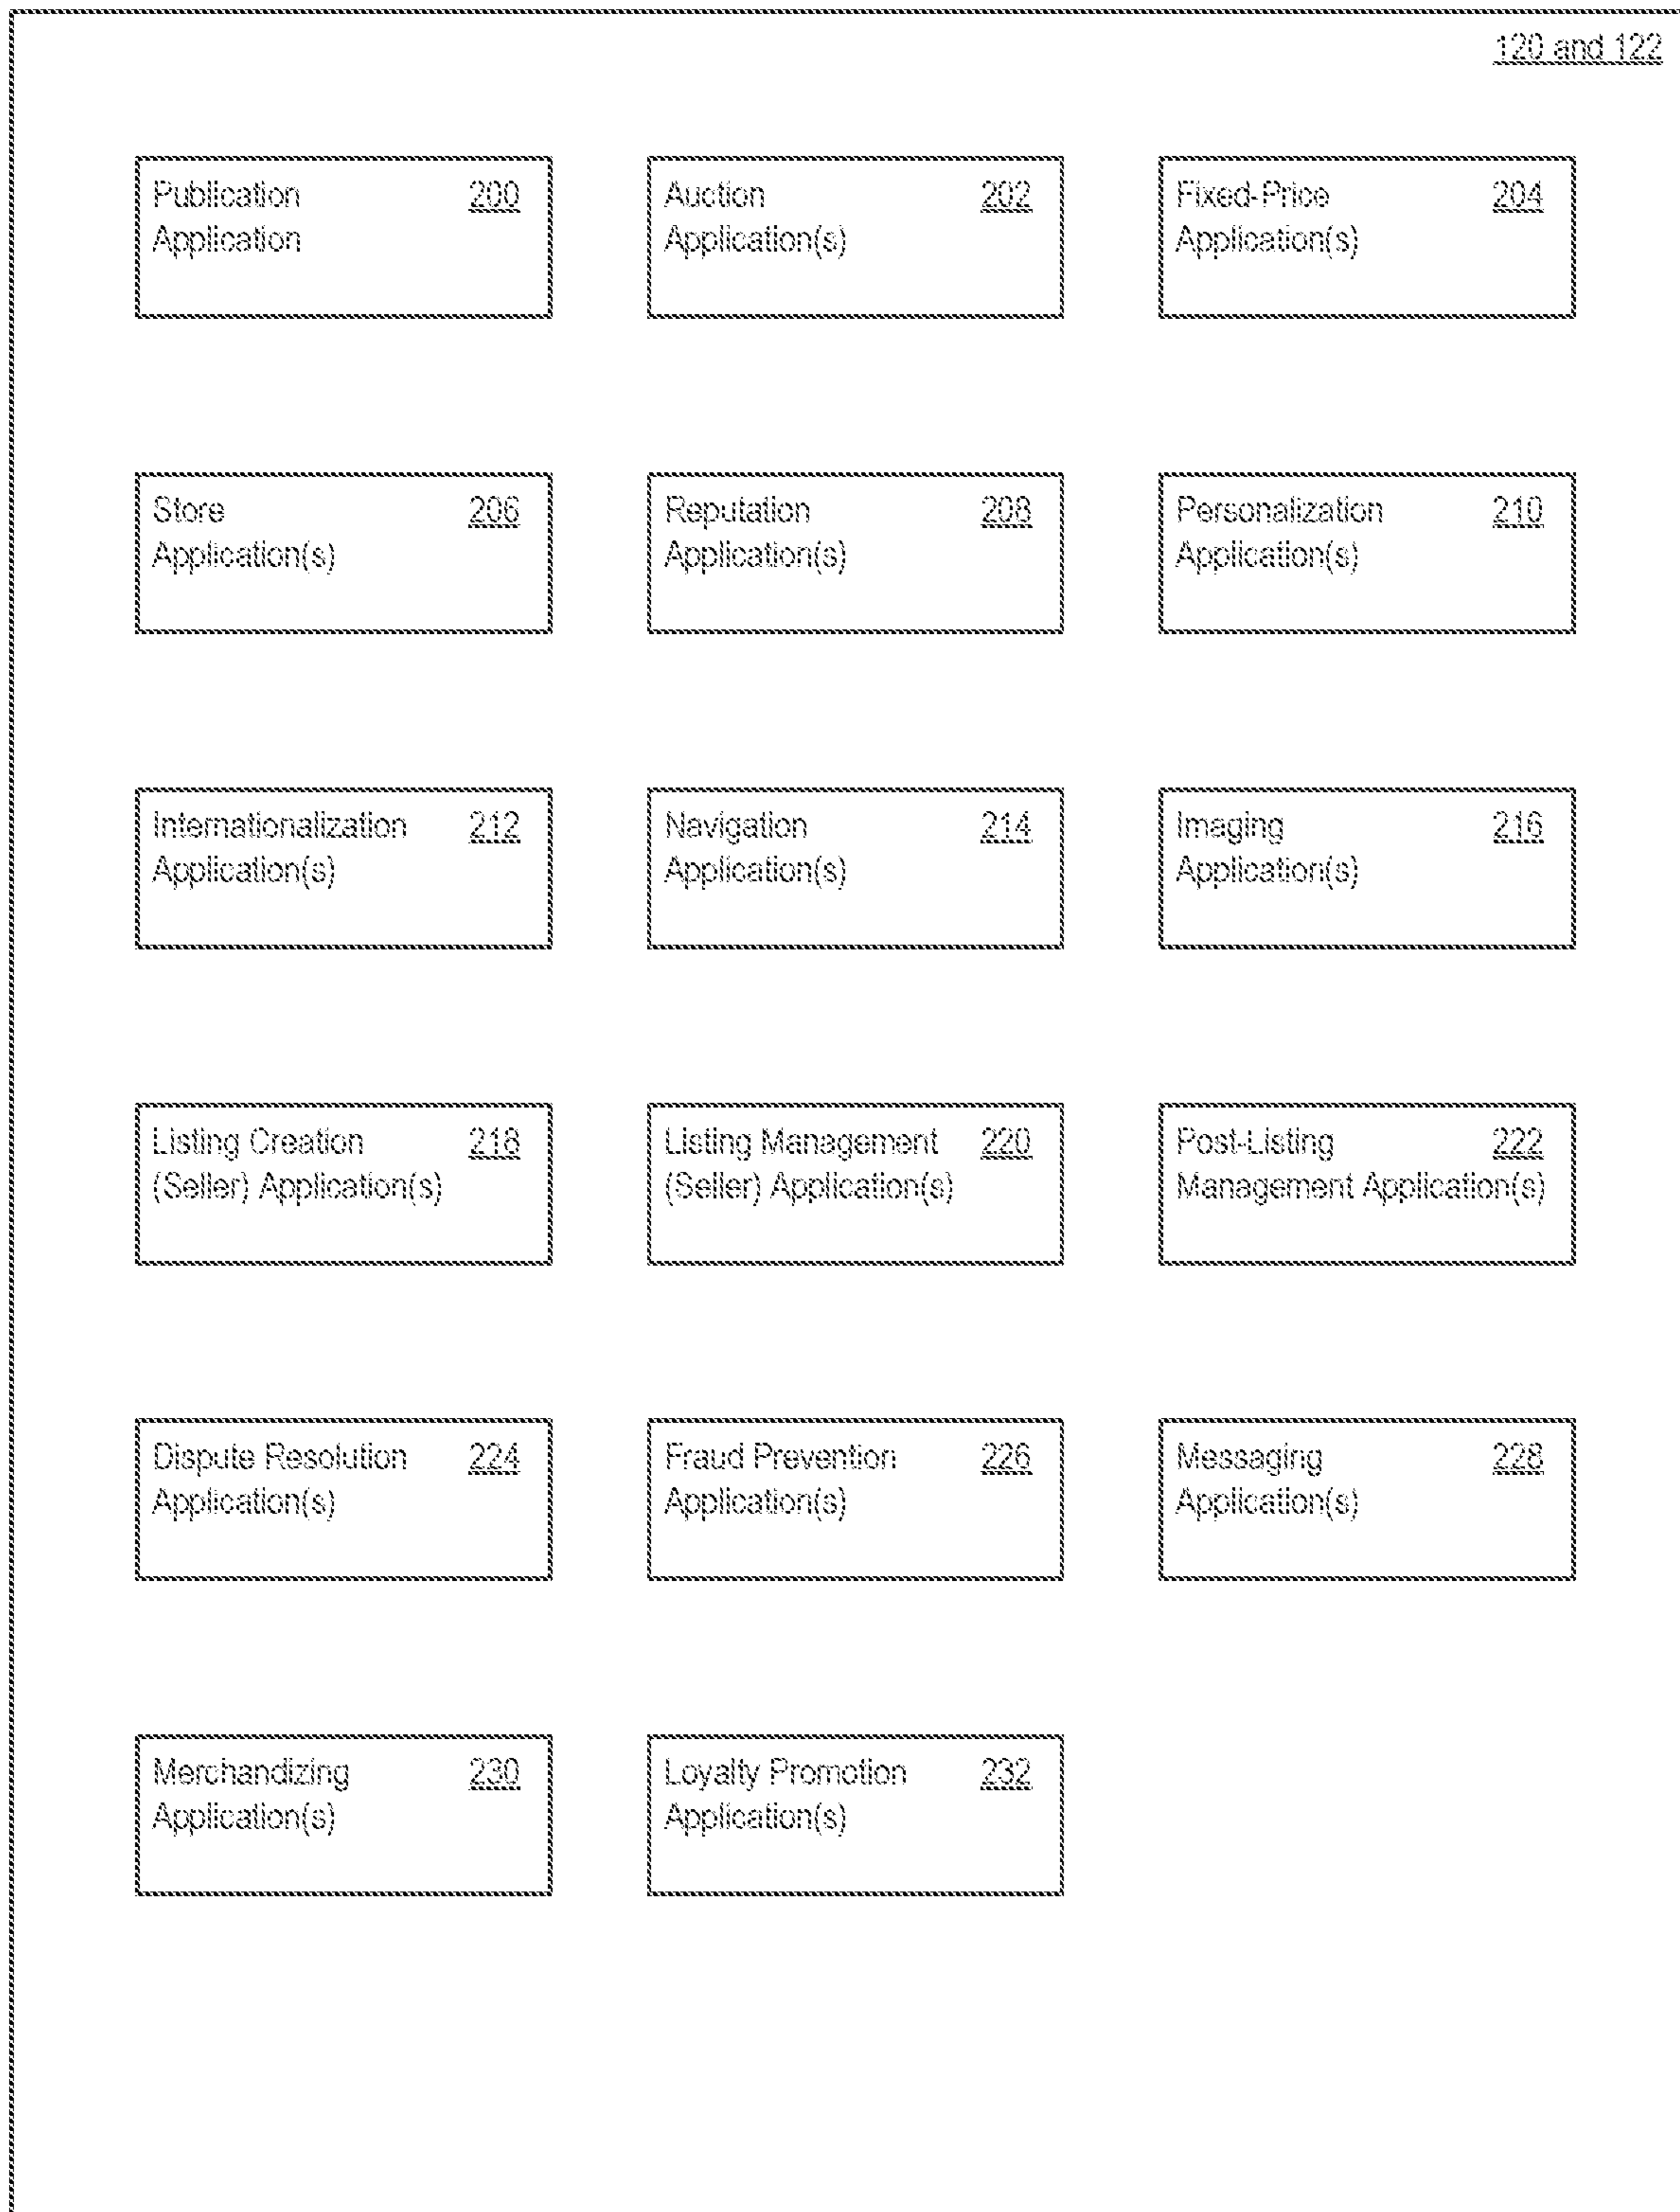 120 and 122
Publication 200
Application
Auction 202
Application(s)
Fixed-Price 204
Application(s)
Store 206
Application(s)
Reputation 208
Application(s)
Personalization 210
Application(s)
Internationalization 212
Application(s)
Navigation 214
Application(s)
Imaging 216
Application(s)
Listing Creation 218
(Seller) Application(s)
Listing Management 220
(Seller) Application(s)
Post-Listing 222
Management Application(s)
Dispute Resolution 224
Application(s)
Fraud Prevention 226
Application(s)
Messaging 228
Application(s)
Merchandizing 230
Application(s)
Loyalty Promotion 232
Application(s)